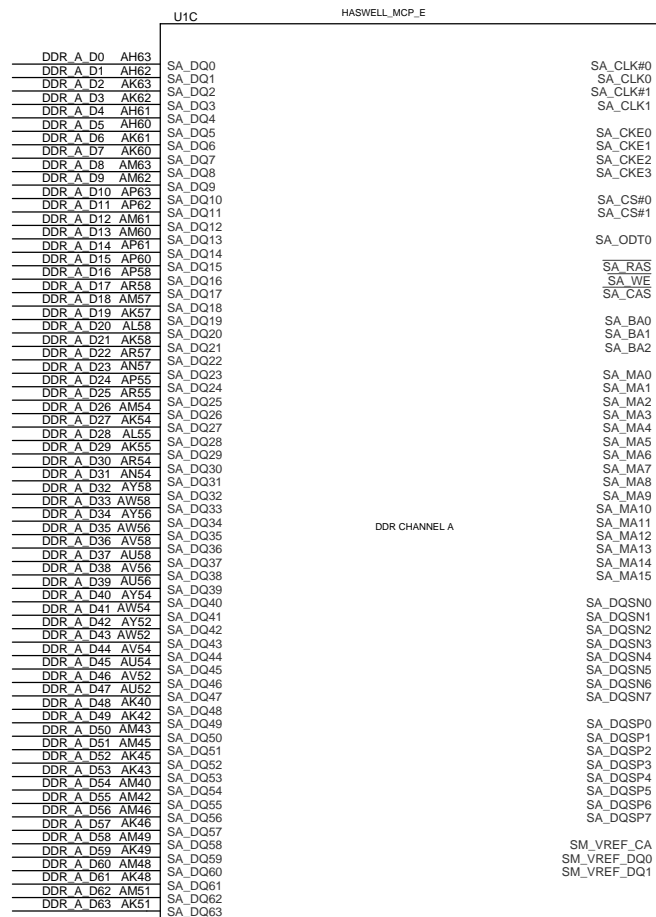 U1C
HASWELL_MCP_E
DDR_A_D0 AH63
DDR_A_D1 AH62
DDR_A_D2 AK63
DDR_A_D3 AK62
DDR_A_D4 AH61
DDR_A_D5 AH60
DDR_A_D6 AK61
DDR_A_D7 AK60
DDR_A_D8 AM63
DDR_A_D9 AM62
DDR_A_D10 AP63
DDR_A_D11 AP62
DDR_A_D12 AM61
DDR_A_D13 AM60
DDR_A_D14 AP61
DDR_A_D15 AP60
DDR_A_D16 AP58
DDR_A_D17 AR58
DDR_A_D18 AM57
DDR_A_D19 AK57
DDR_A_D20 AL58
DDR_A_D21 AK58
DDR_A_D22 AR57
DDR_A_D23 AN57
DDR_A_D24 AP55
DDR_A_D25 AR55
DDR_A_D26 AM54
DDR_A_D27 AK54
DDR_A_D28 AL55
DDR_A_D29 AK55
DDR_A_D30 AR54
DDR_A_D31 AN54
DDR_A_D32 AY58
DDR_A_D33 AW58
DDR_A_D34 AY56
DDR_A_D35 AW56
DDR_A_D36 AV58
DDR_A_D37 AU58
DDR_A_D38 AV56
DDR_A_D39 AU56
DDR_A_D40 AY54
DDR_A_D41 AW54
DDR_A_D42 AY52
DDR_A_D43 AW52
DDR_A_D44 AV54
DDR_A_D45 AU54
DDR_A_D46 AV52
DDR_A_D47 AU52
DDR_A_D48 AK40
DDR_A_D49 AK42
DDR_A_D50 AM43
DDR_A_D51 AM45
DDR_A_D52 AK45
DDR_A_D53 AK43
DDR_A_D54 AM40
DDR_A_D55 AM42
DDR_A_D56 AM46
DDR_A_D57 AK46
DDR_A_D58 AM49
DDR_A_D59 AK49
DDR_A_D60 AM48
DDR_A_D61 AK48
DDR_A_D62 AM51
DDR_A_D63 AK51
SA_DQ0
SA_DQ1
SA_DQ2
SA_DQ3
SA_DQ4
SA_DQ5
SA_DQ6
SA_DQ7
SA_DQ8
SA_DQ9
SA_DQ10
SA_DQ11
SA_DQ12
SA_DQ13
SA_DQ14
SA_DQ15
SA_DQ16
SA_DQ17
SA_DQ18
SA_DQ19
SA_DQ20
SA_DQ21
SA_DQ22
SA_DQ23
SA_DQ24
SA_DQ25
SA_DQ26
SA_DQ27
SA_DQ28
SA_DQ29
SA_DQ30
SA_DQ31
SA_DQ32
SA_DQ33
SA_DQ34
SA_DQ35
SA_DQ36
SA_DQ37
SA_DQ38
SA_DQ39
SA_DQ40
SA_DQ41
SA_DQ42
SA_DQ43
SA_DQ44
SA_DQ45
SA_DQ46
SA_DQ47
SA_DQ48
SA_DQ49
SA_DQ50
SA_DQ51
SA_DQ52
SA_DQ53
SA_DQ54
SA_DQ55
SA_DQ56
SA_DQ57
SA_DQ58
SA_DQ59
SA_DQ60
SA_DQ61
SA_DQ62
SA_DQ63
DDR CHANNEL A
SA_CLK#0
SA_CLK0
SA_CLK#1
SA_CLK1
SA_CKE0
SA_CKE1
SA_CKE2
SA_CKE3
SA_CS#0
SA_CS#1
SA_ODT0
SA_RAS
SA_WE
SA_CAS
SA_BA0
SA_BA1
SA_BA2
SA_MA0
SA_MA1
SA_MA2
SA_MA3
SA_MA4
SA_MA5
SA_MA6
SA_MA7
SA_MA8
SA_MA9
SA_MA10
SA_MA11
SA_MA12
SA_MA13
SA_MA14
SA_MA15
SA_DQSN0
SA_DQSN1
SA_DQSN2
SA_DQSN3
SA_DQSN4
SA_DQSN5
SA_DQSN6
SA_DQSN7
SA_DQSP0
SA_DQSP1
SA_DQSP2
SA_DQSP3
SA_DQSP4
SA_DQSP5
SA_DQSP6
SA_DQSP7
SM_VREF_CA
SM_VREF_DQ0
SM_VREF_DQ1